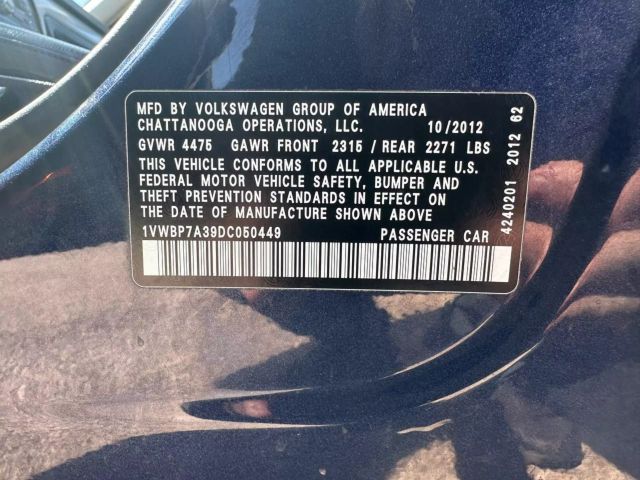 MFD BY VOLKSWAGEN GROUP OF AMERICA
CHATTANOOGA OPERATIONS, LLC. 10/2012
GVWR 4475 GAWR FRONT 2315 / REAR 2271 LBS
THIS VEHICLE CONFORMS TO ALL APPLICABLE U.S.
FEDERAL MOTOR VEHICLE SAFETY, BUMPER AND
THEFT PREVENTION STANDARDS IN EFFECT ON
THE DATE OF MANUFACTURE SHOWN ABOVE
1VWBP7A39DC050449 PASSENGER CAR
4240201 2012 62